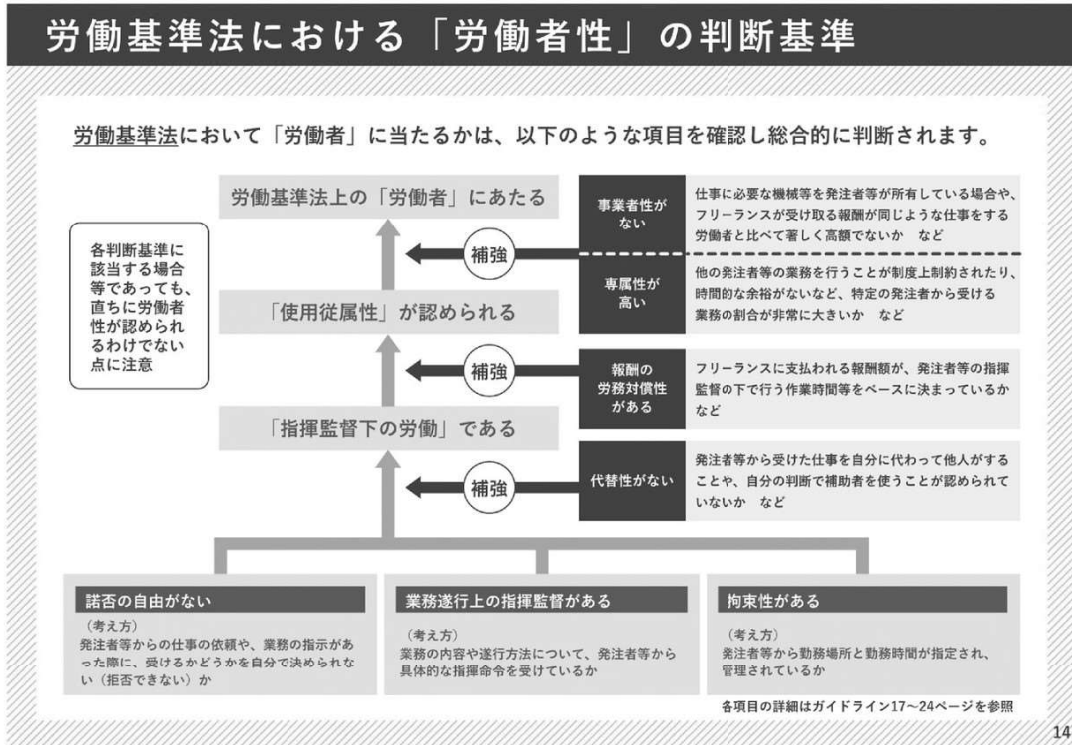 労働基準法における「労働者性」の判断基準
労働基準法において「労働者」に当たるかは、以下のような項目を確認し総合的に判断されます。
各判断基準に
該当する場合
等であっても、
直ちに労働者
性が認められ
るわけでない
点に注意
労働基準法上の「労働者」にあたる
補強
事業者性が
ない
仕事に必要な機械等を発注者等が所有している場合や、
フリーランスが受け取る報酬が同じような仕事をする
労働者と比べて著しく高額でないか など
専属性が
高い
他の発注者等の業務を行うことが制度上制約されたり、
時間的な余裕がないなど、特定の発注者から受ける
業務の割合が非常に大きいか など
「使用従属性」が認められる
補強
報酬の
労務対償性
がある
フリーランスに支払われる報酬額が、発注者等の指揮
監督の下で行う作業時間等をベースに決まっているか
など
「指揮監督下の労働」である
補強
代替性がない
発注者等から受けた仕事を自分に代わって他人がする
ことや、自分の判断で補助者を使うことが認められて
いないか など
諾否の自由がない
(考え方)
発注者等からの仕事の依頼や、業務の指示があ
った際に、受けるかどうかを自分で決められな
い(拒否できない)か
業務遂行上の指揮監督がある
(考え方)
業務の内容や遂行方法について、発注者等から
具体的な指揮命令を受けているか
拘束性がある
(考え方)
発注者等から勤務場所と勤務時間が指定され、
管理されているか
各項目の詳細はガイドライン17~24ページを参照
14